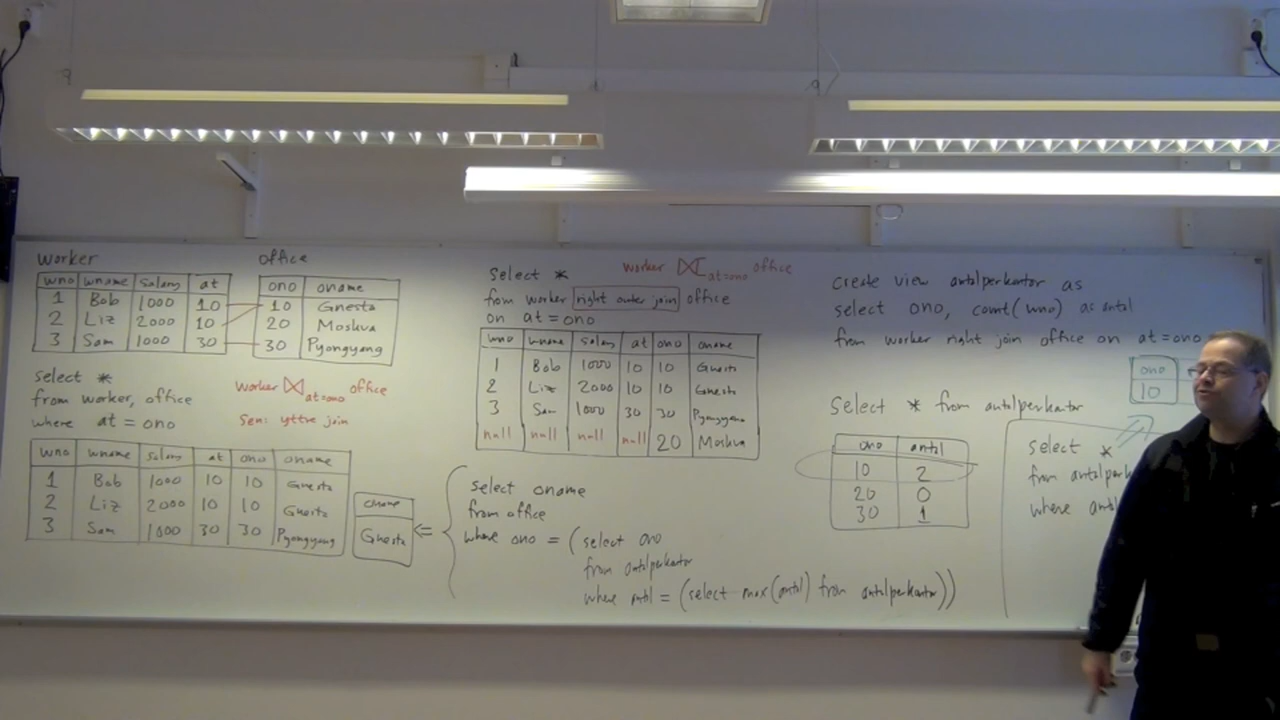 worker
wno wname salary at
1 Bob 1000 10
2 Liz 2000 10
3 Sam 1000 30
office
ono oname
10 Gnesta
20 Moskva
30 Pyongyang
select *
from worker, office
where at = ono
worker ⋈ at=ono office
Sen: yttre join
wno wname salary at ono oname
1 Bob 1000 10 10 Gnesta
2 Liz 2000 10 10 Gnesta
3 Sam 1000 30 30 Pyongyang
oname
Gnesta
⇐
select *
from worker right outer join office
on at = ono
worker ⋈ at=ono office
wno wname salary at ono oname
1 Bob 1000 10 10 Gnesta
2 Liz 2000 10 10 Gnesta
3 Sam 1000 30 30 Pyongyang
null null null null 20 Moskva
select oname
from office
where ono = (select ono
from antalperkontor
where antal = (select max(antal) from antalperkontor))
create view antalperkontor as
select ono, count(wno) as antal
from worker right join office on at = ono
select * from antalperkontor
ono antal
10 2
20 0
30 1
ono
10
select *
from antalperk
where anta